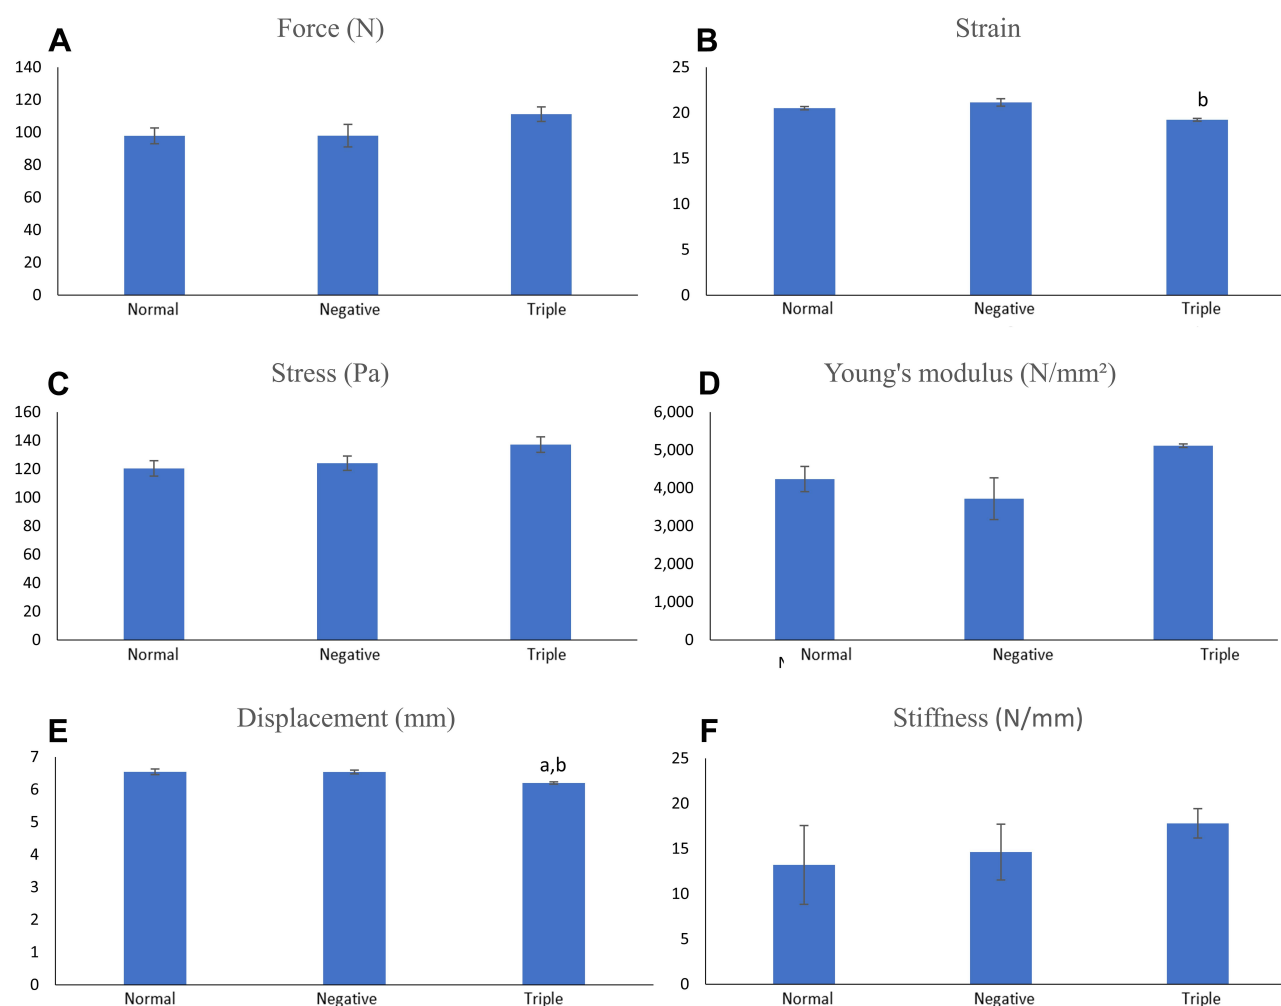 A
Force (N)
140
120
100
80
60
40
20
0
Normal Negative Triple
B
Strain
25
20
15
10
5
0
b
Normal Negative Triple
C
Stress (Pa)
160
140
120
100
80
60
40
20
0
Normal Negative Triple
D
Young's modulus (N/mm²)
6,000
5,000
4,000
3,000
2,000
1,000
0
Normal Negative Triple
E
Displacement (mm)
7
6
5
4
3
2
1
0
a,b
Normal Negative Triple
F
Stiffness (N/mm)
25
20
15
10
5
0
Normal Negative Triple